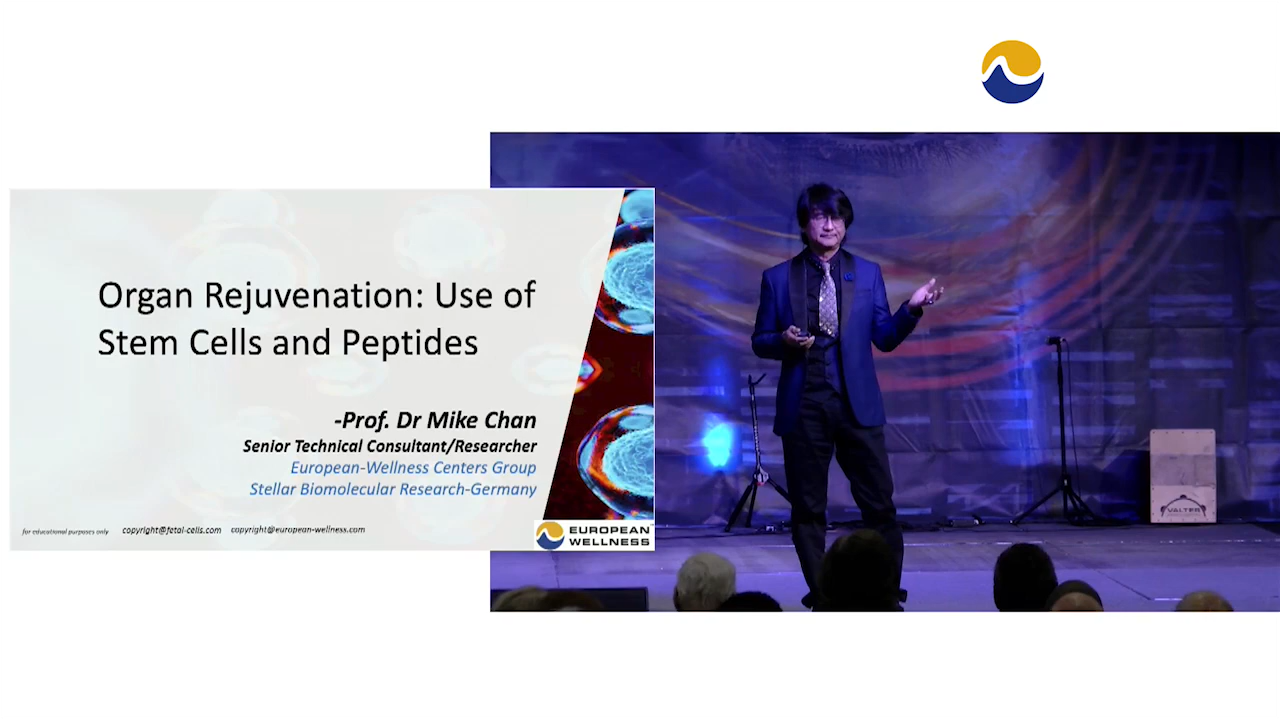 Organ Rejuvenation: Use of
Stem Cells and Peptides
-Prof. Dr Mike Chan
Senior Technical Consultant/Researcher
European-Wellness Centers Group
Stellar Biomolecular Research-Germany
for educational purposes only copyright@fetal-cells.com copyright@european-wellness.com
EUROPEAN
WELLNESS
VALTER